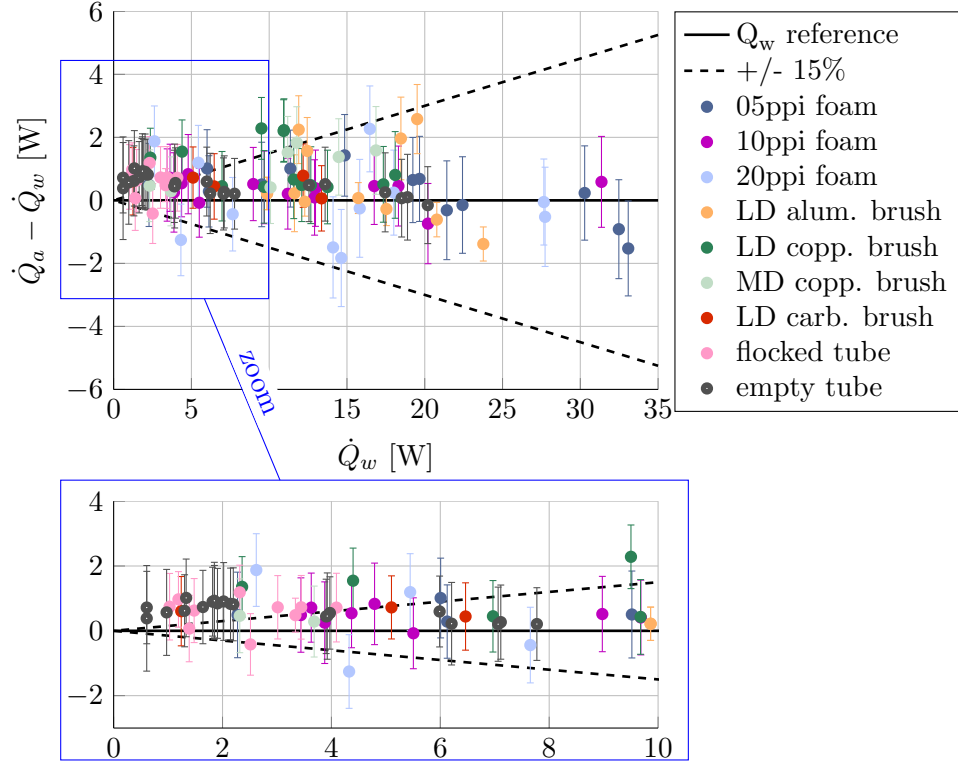 6
4
2
0
−2
−4
−6
0
5
10
15
20
25
30
35
Q̇a − Q̇w [W]
Q̇w [W]
zoom
Qw reference
+/- 15%
05ppi foam
10ppi foam
20ppi foam
LD alum. brush
LD copp. brush
MD copp. brush
LD carb. brush
flocked tube
empty tube
4
2
0
−2
0
2
4
6
8
10